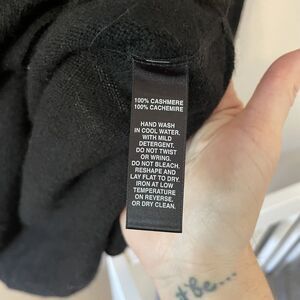 100% CASHMERE
100% CACHEMIRE
HAND WASH
IN COOL WATER.
WITH MILD
DETERGENT.
DO NOT TWIST
OR WRING.
DO NOT BLEACH.
RESHAPE AND
LAY FLAT TO DRY.
IRON AT LOW
TEMPERATURE
ON REVERSE.
OR DRY CLEAN.
be...